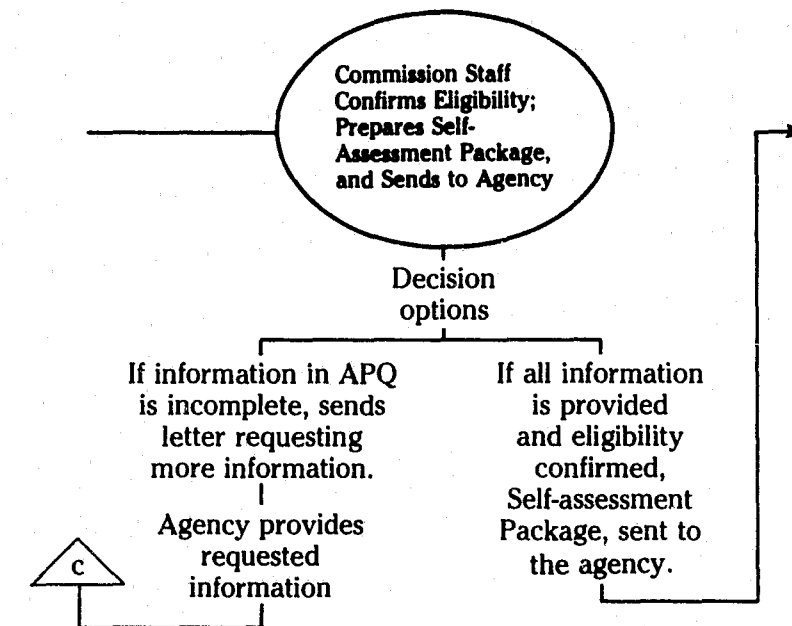 Commission Staff
Confirms Eligibility;
Prepares Self-
Assessment Package,
and Sends to Agency
Decision
options
If information in APQ
is incomplete, sends
letter requesting
more information.
Agency provides
requested
information
C
If all information
is provided
and eligibility
confirmed,
Self-assessment
Package, sent to
the agency.